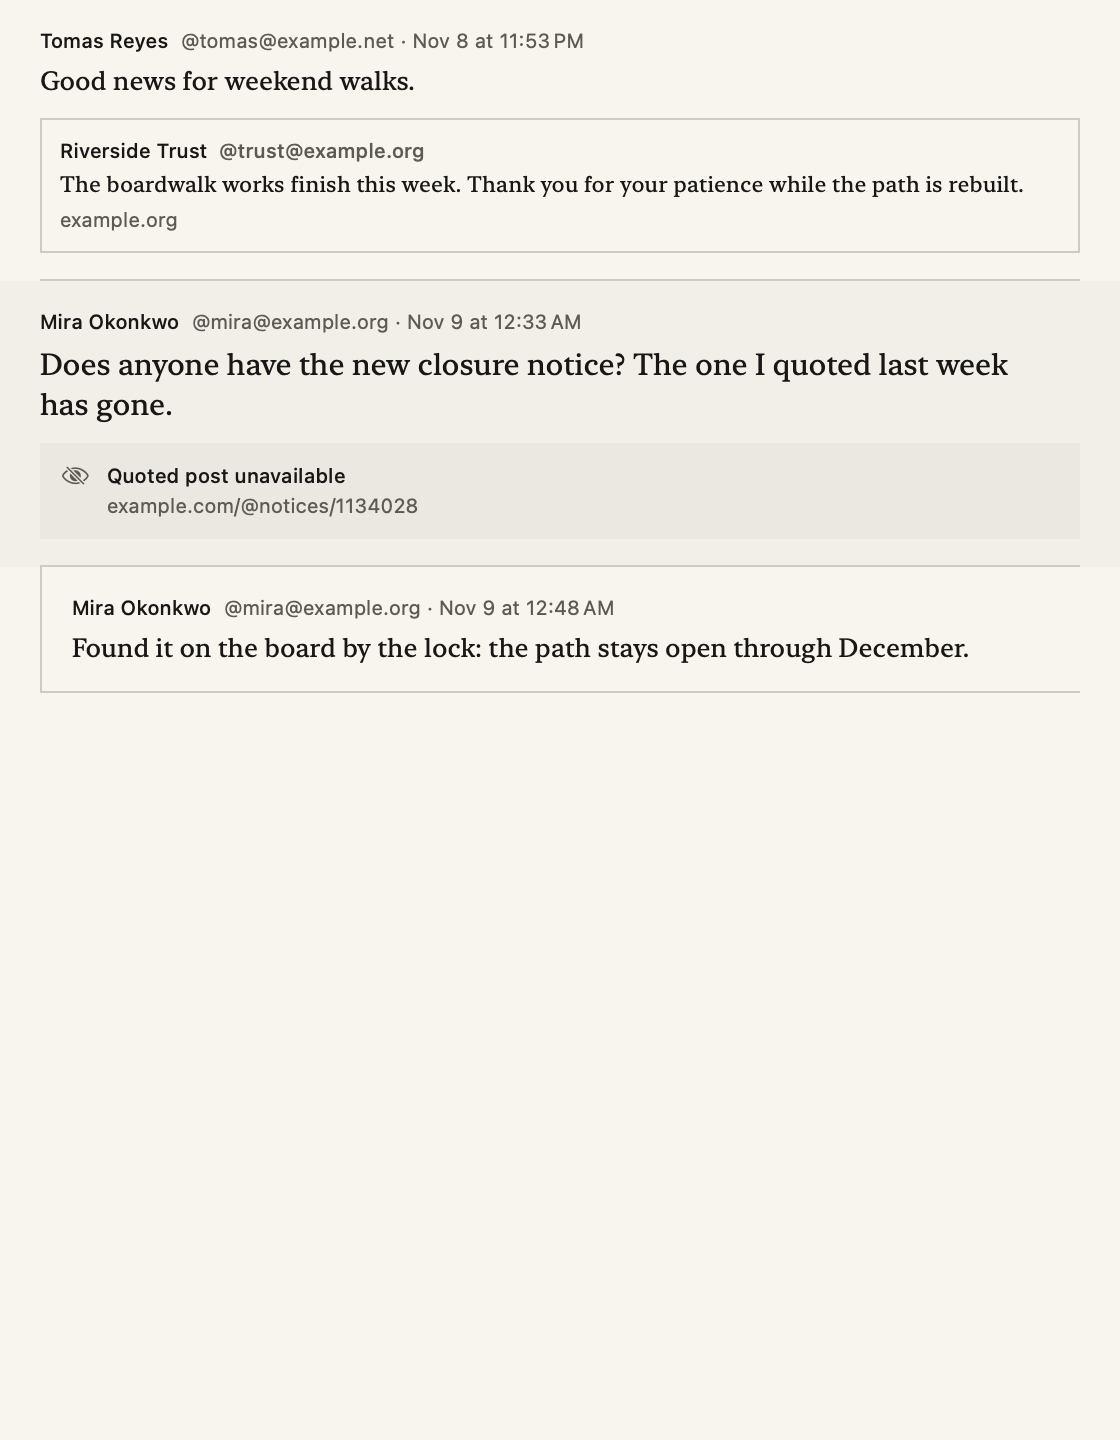 Tomas Reyes @tomas@example.net · Nov 8 at 11:53 PM
Good news for weekend walks.
Riverside Trust @trust@example.org
The boardwalk works finish this week. Thank you for your patience while the path is rebuilt.
example.org
Mira Okonkwo @mira@example.org · Nov 9 at 12:33 AM
Does anyone have the new closure notice? The one I quoted last week
has gone.
Quoted post unavailable
example.com/@notices/1134028
Mira Okonkwo @mira@example.org · Nov 9 at 12:48 AM
Found it on the board by the lock: the path stays open through December.